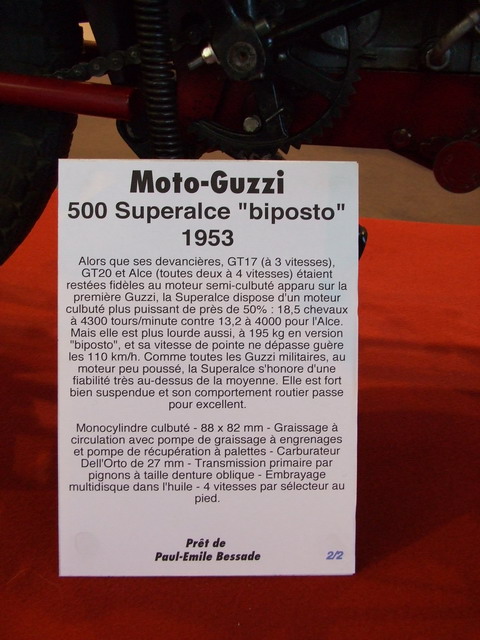 Moto-Guzzi
500 Superalce "biposto"
1953
Alors que ses devancières, GT17 (à 3 vitesses),
GT20 et Alce (toutes deux à 4 vitesses) étaient
restées fidèles au moteur semi-culbuté apparu sur la
première Guzzi, la Superalce dispose d'un moteur
culbuté plus puissant de près de 50% : 18,5 chevaux
à 4300 tours/minute contre 13,2 à 4000 pour l'Alce.
Mais elle est plus lourde aussi, à 195 kg en version
"biposto", et sa vitesse de pointe ne dépasse guère
les 110 km/h. Comme toutes les Guzzi militaires, au
moteur peu poussé, la Superalce s'honore d'une
fiabilité très au-dessus de la moyenne. Elle est fort
bien suspendue et son comportement routier passe
pour excellent.
Monocylindre culbuté - 88 x 82 mm - Graissage à
circulation avec pompe de graissage à engrenages
et pompe de récupération à palettes - Carburateur
Dell'Orto de 27 mm - Transmission primaire par
pignons à taille denture oblique - Embrayage
multidisque dans l'huile - 4 vitesses par sélecteur au
pied.
Prêt de
Paul-Emile Bessade
2/2